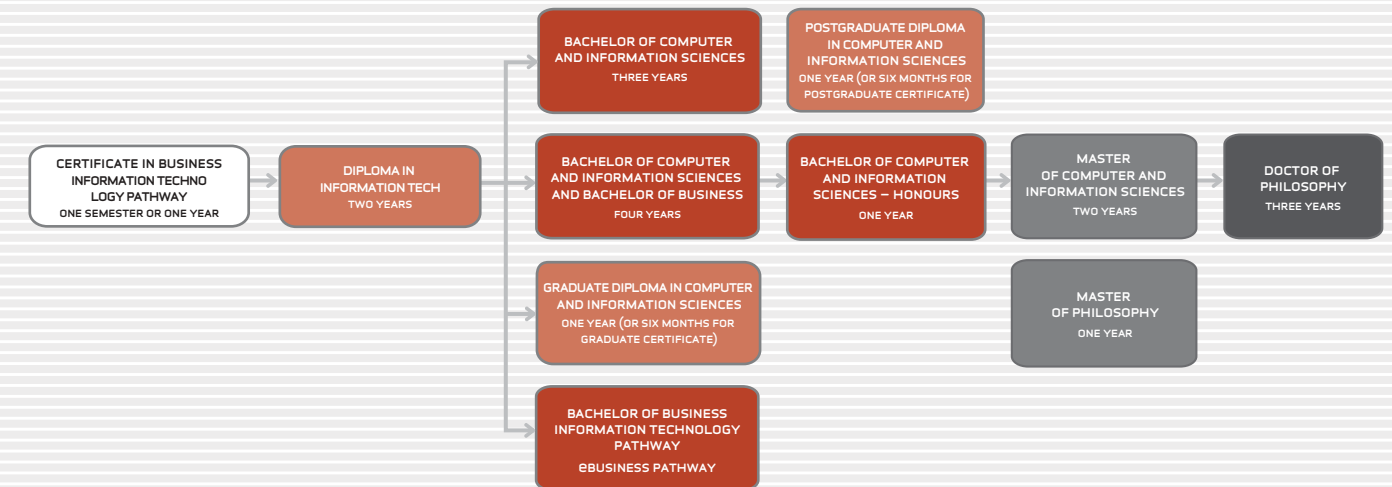 CERTIFICATE IN BUSINESS
INFORMATION TECHNO
LOGY PATHWAY
ONE SEMESTER OR ONE YEAR
DIPLOMA IN
INFORMATION TECH
TWO YEARS
BACHELOR OF COMPUTER
AND INFORMATION SCIENCES
THREE YEARS
POSTGRADUATE DIPLOMA
IN COMPUTER AND
INFORMATION SCIENCES
ONE YEAR (OR SIX MONTHS FOR
POSTGRADUATE CERTIFICATE)
BACHELOR OF COMPUTER
AND INFORMATION SCIENCES
AND BACHELOR OF BUSINESS
FOUR YEARS
BACHELOR OF COMPUTER
AND INFORMATION
SCIENCES – HONOURS
ONE YEAR
MASTER
OF COMPUTER AND
INFORMATION SCIENCES
TWO YEARS
DOCTOR OF
PHILOSOPHY
THREE YEARS
GRADUATE DIPLOMA IN COMPUTER
AND INFORMATION SCIENCES
ONE YEAR (OR SIX MONTHS FOR
GRADUATE CERTIFICATE)
MASTER
OF PHILOSOPHY
ONE YEAR
BACHELOR OF BUSINESS
INFORMATION TECHNOLOGY
PATHWAY
eBUSINESS PATHWAY